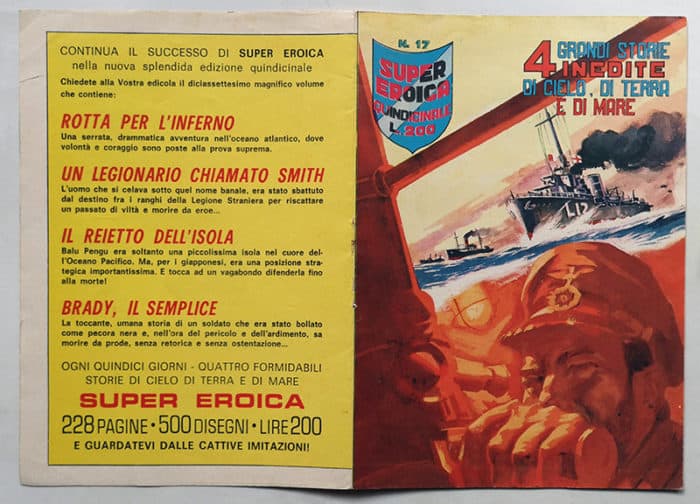 CONTINUA IL SUCCESSO DI SUPER EROICA
nella nuova splendida edizione quindicinale
Chiedete alla Vostra edicola il diciassettesimo magnifico volume
che contiene:
ROTTA PER L'INFERNO
Una serrata, drammatica avventura nell'oceano atlantico, dove
volontà e coraggio sono poste alla prova suprema.
UN LEGIONARIO CHIAMATO SMITH
L'uomo che si celava sotto quel nome banale, era stato sbattuto
dal destino fra i ranghi della Legione Straniera per riscattare
un passato di viltà e morire da eroe...
IL REIETTO DELL'ISOLA
Balu Pengu era soltanto una piccolissima isola nel cuore del-
l'Oceano Pacifico. Ma, per i giapponesi, era una posizione stra-
tegica importantissima. E tocca ad un vagabondo difenderla fino
alla morte!
BRADY, IL SEMPLICE
La toccante, umana storia di un soldato che era stato bollato
come pecora nera e, nell'ora del pericolo e dell'ardimento, sa
morire da prode, senza retorica e senza ostentazione...
OGNI QUINDICI GIORNI - QUATTRO FORMIDABILI
STORIE DI CIELO DI TERRA E DI MARE
SUPER EROICA
228 PAGINE • 500 DISEGNI • LIRE 200
E GUARDATEVI DALLE CATTIVE IMITAZIONI!
N. 17
SUPER
EROICA
QUINDICINALE
L. 200
4 GRANDI STORIE
INEDITE
DI CIELO, DI TERRA
E DI MARE
L12